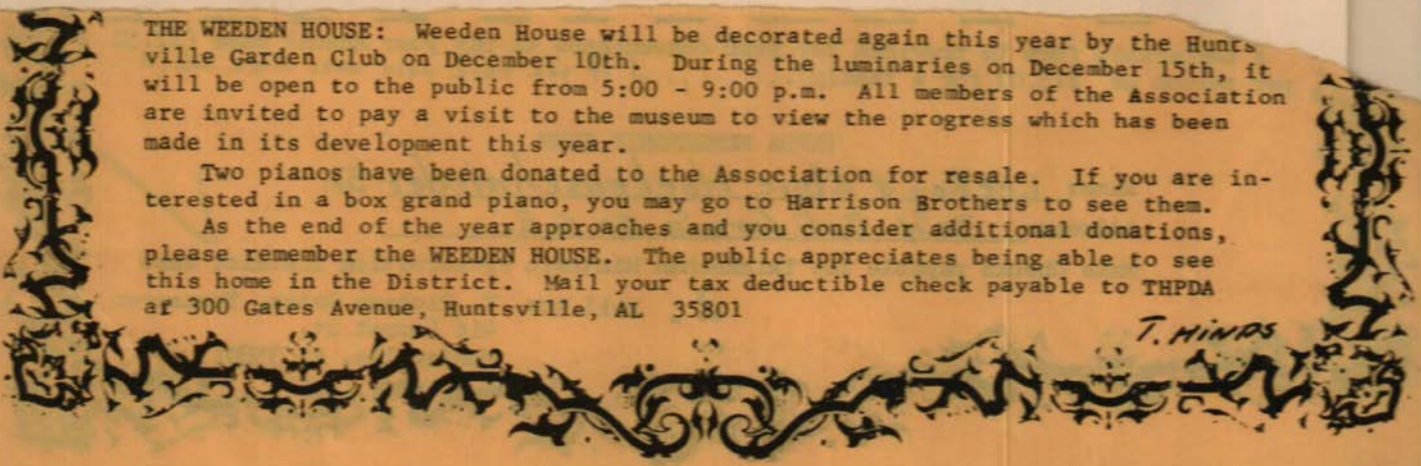 THE WEEDEN HOUSE: Weeden House will be decorated again this year by the Hunts
ville Garden Club on December 10th. During the luminaries on December 15th, it
will be open to the public from 5:00 - 9:00 p.m. All members of the Association
are invited to pay a visit to the museum to view the progress which has been
made in its development this year.
Two pianos have been donated to the Association for resale. If you are in-
terested in a box grand piano, you may go to Harrison Brothers to see them.
As the end of the year approaches and you consider additional donations,
please remember the WEEDEN HOUSE. The public appreciates being able to see
this home in the District. Mail your tax deductible check payable to THPDA
at 300 Gates Avenue, Huntsville, AL 35801
T. HINDS